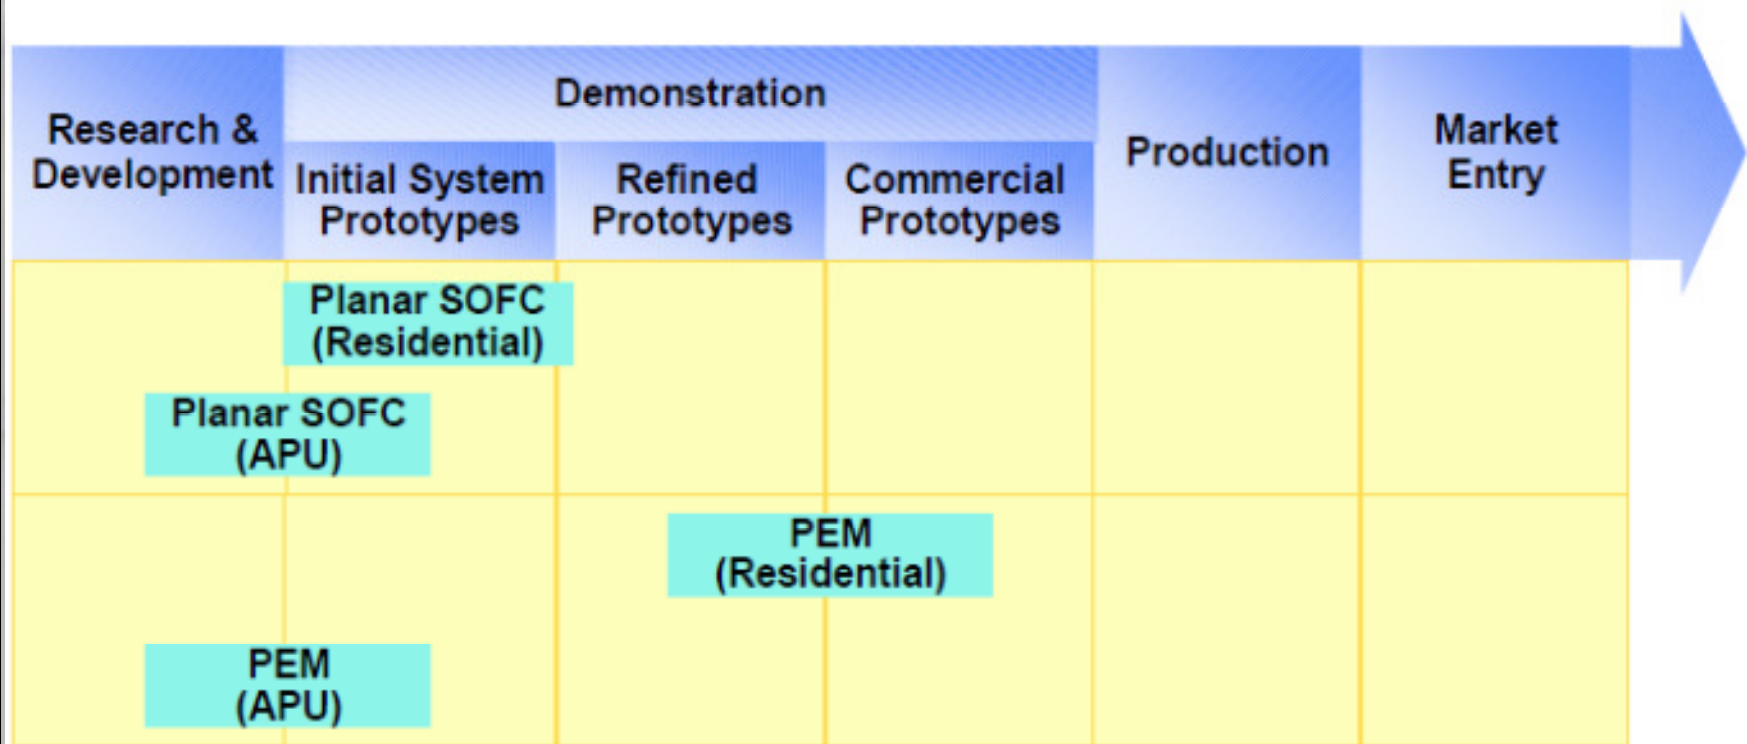 Research &
Development
Demonstration
Initial System
Prototypes
Refined
Prototypes
Commercial
Prototypes
Production
Market
Entry
Planar SOFC
(Residential)
Planar SOFC
(APU)
PEM
(Residential)
PEM
(APU)